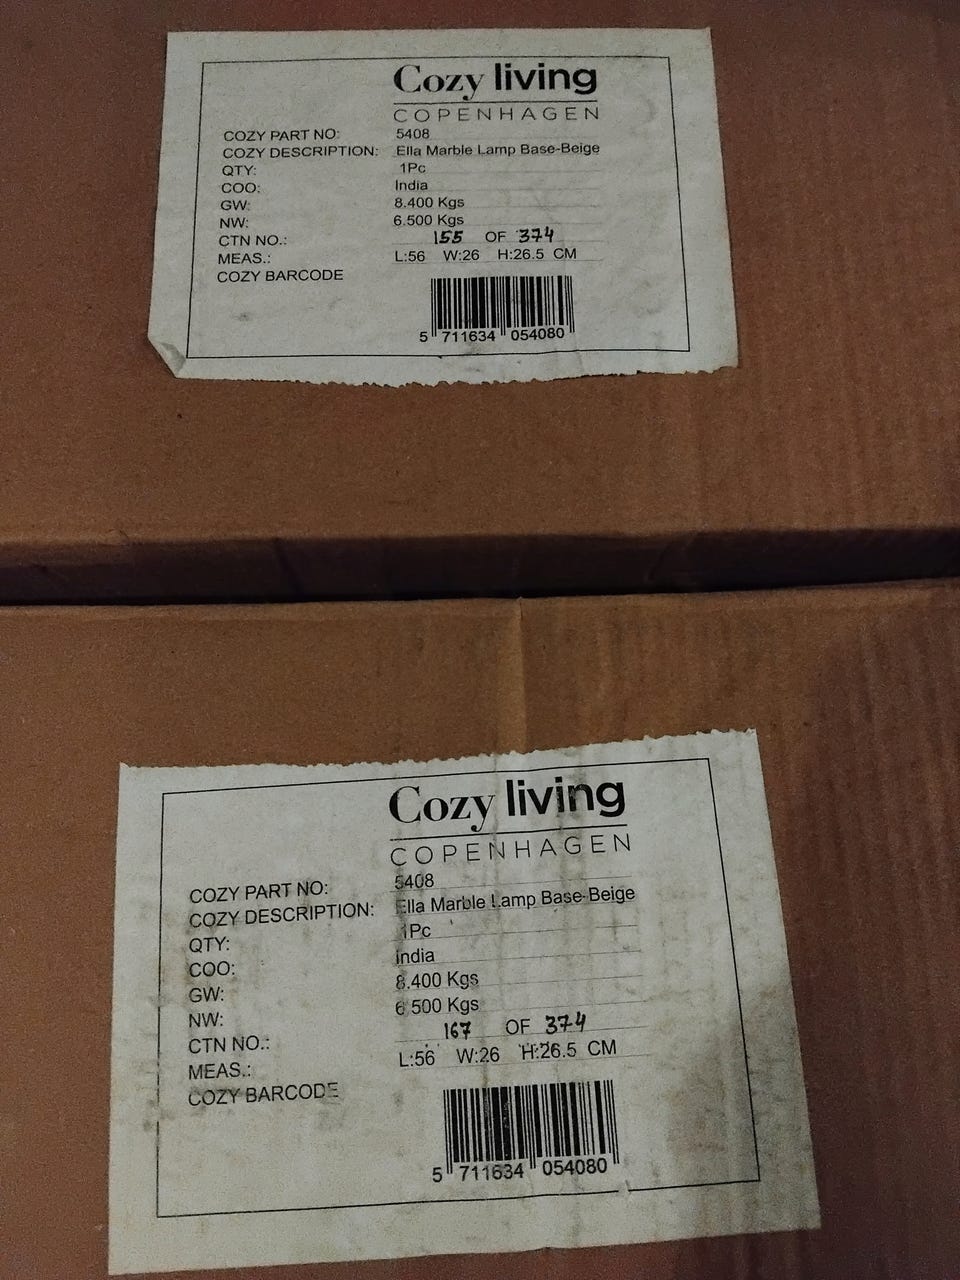 Cozy living
COPENHAGEN
COZY PART NO: 5408
COZY DESCRIPTION: Ella Marble Lamp Base-Beige
QTY: 1Pc
COO: India
GW: 8.400 Kgs
NW: 6.500 Kgs
CTN NO.: 155 OF 374
MEAS.: L:56 W:26 H:26.5 CM
COZY BARCODE
5 711634 054080
Cozy living
COPENHAGEN
COZY PART NO: 5408
COZY DESCRIPTION: Ella Marble Lamp Base-Beige
QTY: 1Pc
COO: India
GW: 8.400 Kgs
NW: 6.500 Kgs
CTN NO.: 167 OF 374
MEAS.: L:56 W:26 H:26.5 CM
COZY BARCODE
5 711634 054080